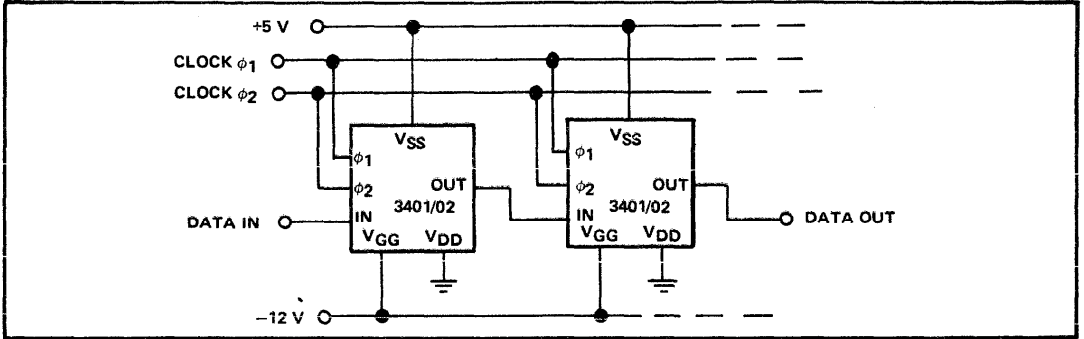 +5 V
CLOCK ϕ1
CLOCK ϕ2
VSS
ϕ1
ϕ2
OUT
3401/02
IN
VGG VDD
VSS
ϕ1
ϕ2
OUT
3401/02
IN
VGG VDD
DATA IN
DATA OUT
−12 V